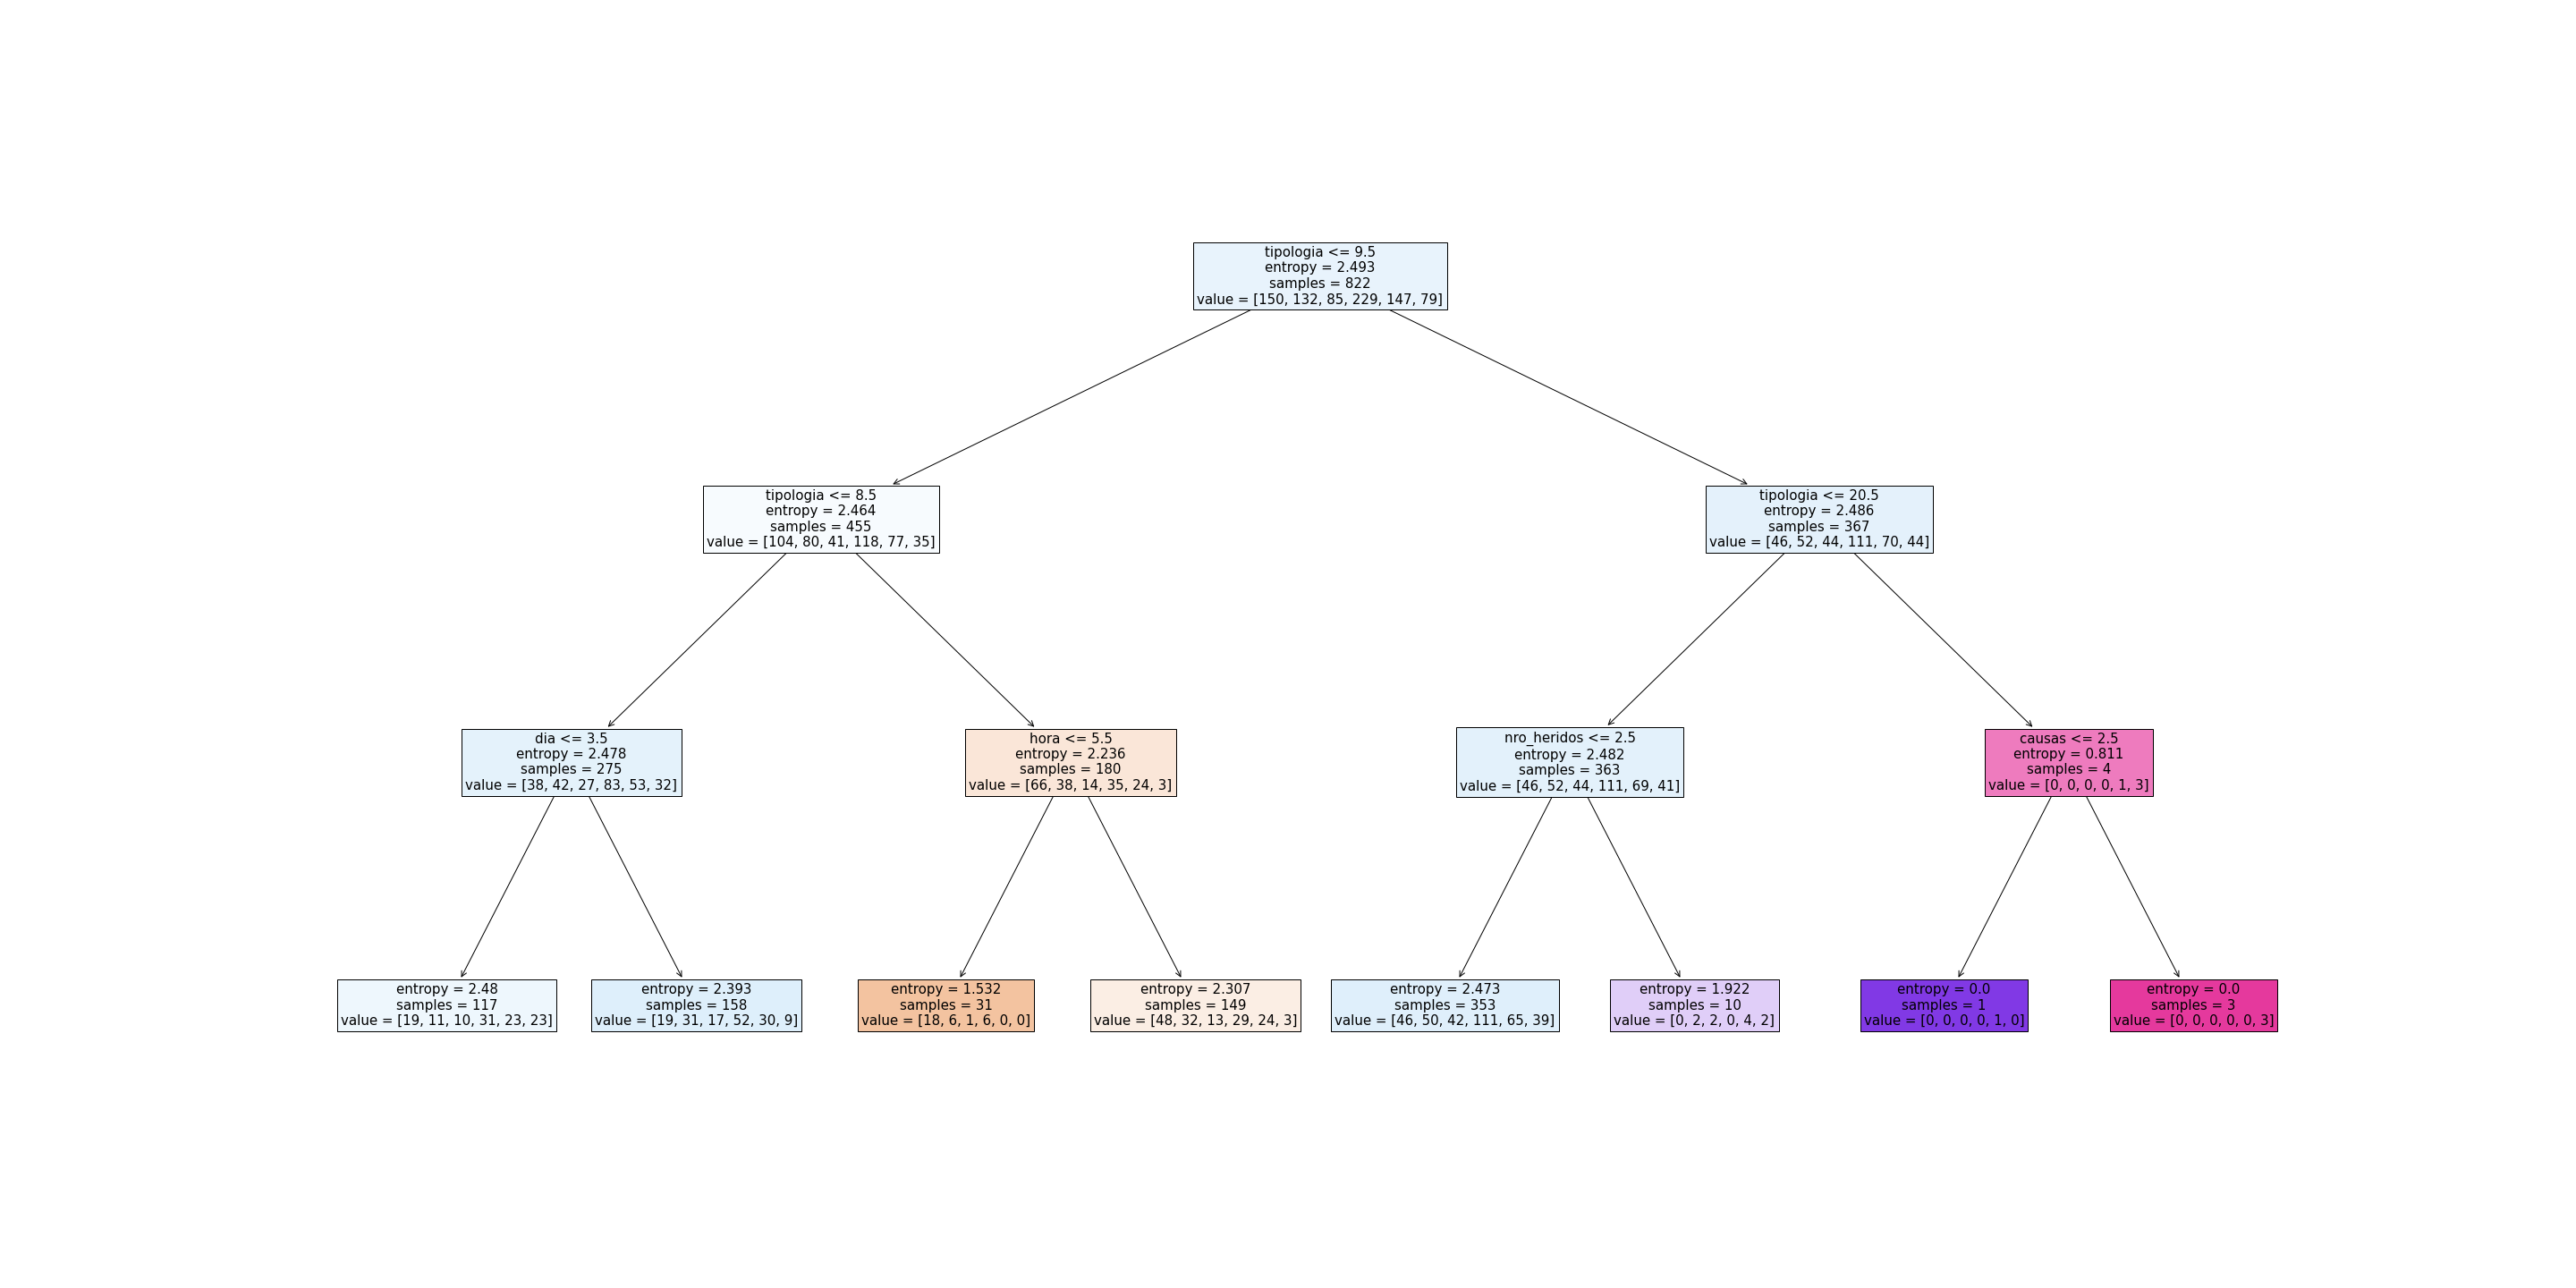 tipologia <= 9.5
entropy = 2.493
samples = 822
value = [150, 132, 85, 229, 147, 79]
tipologia <= 8.5
entropy = 2.464
samples = 455
value = [104, 80, 41, 118, 77, 35]
tipologia <= 20.5
entropy = 2.486
samples = 367
value = [46, 52, 44, 111, 70, 44]
dia <= 3.5
entropy = 2.478
samples = 275
value = [38, 42, 27, 83, 53, 32]
hora <= 5.5
entropy = 2.236
samples = 180
value = [66, 38, 14, 35, 24, 3]
nro_heridos <= 2.5
entropy = 2.482
samples = 363
value = [46, 52, 44, 111, 69, 41]
causas <= 2.5
entropy = 0.811
samples = 4
value = [0, 0, 0, 0, 1, 3]
entropy = 2.48
samples = 117
value = [19, 11, 10, 31, 23, 23]
entropy = 2.393
samples = 158
value = [19, 31, 17, 52, 30, 9]
entropy = 1.532
samples = 31
value = [18, 6, 1, 6, 0, 0]
entropy = 2.307
samples = 149
value = [48, 32, 13, 29, 24, 3]
entropy = 2.473
samples = 353
value = [46, 50, 42, 111, 65, 39]
entropy = 1.922
samples = 10
value = [0, 2, 2, 0, 4, 2]
entropy = 0.0
samples = 1
value = [0, 0, 0, 0, 1, 0]
entropy = 0.0
samples = 3
value = [0, 0, 0, 0, 0, 3]